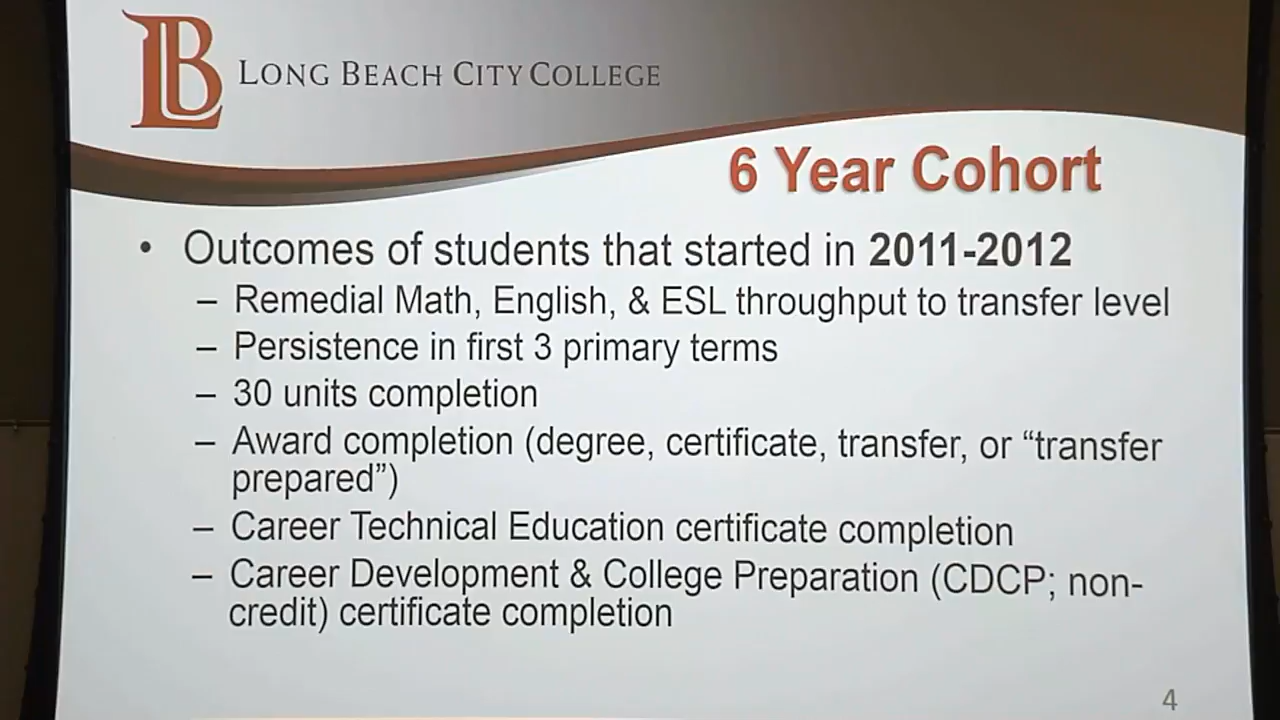 LB LONG BEACH CITY COLLEGE
6 Year Cohort
• Outcomes of students that started in 2011-2012
– Remedial Math, English, & ESL throughput to transfer level
– Persistence in first 3 primary terms
– 30 units completion
– Award completion (degree, certificate, transfer, or “transfer
prepared”)
– Career Technical Education certificate completion
– Career Development & College Preparation (CDCP; non-
credit) certificate completion
4